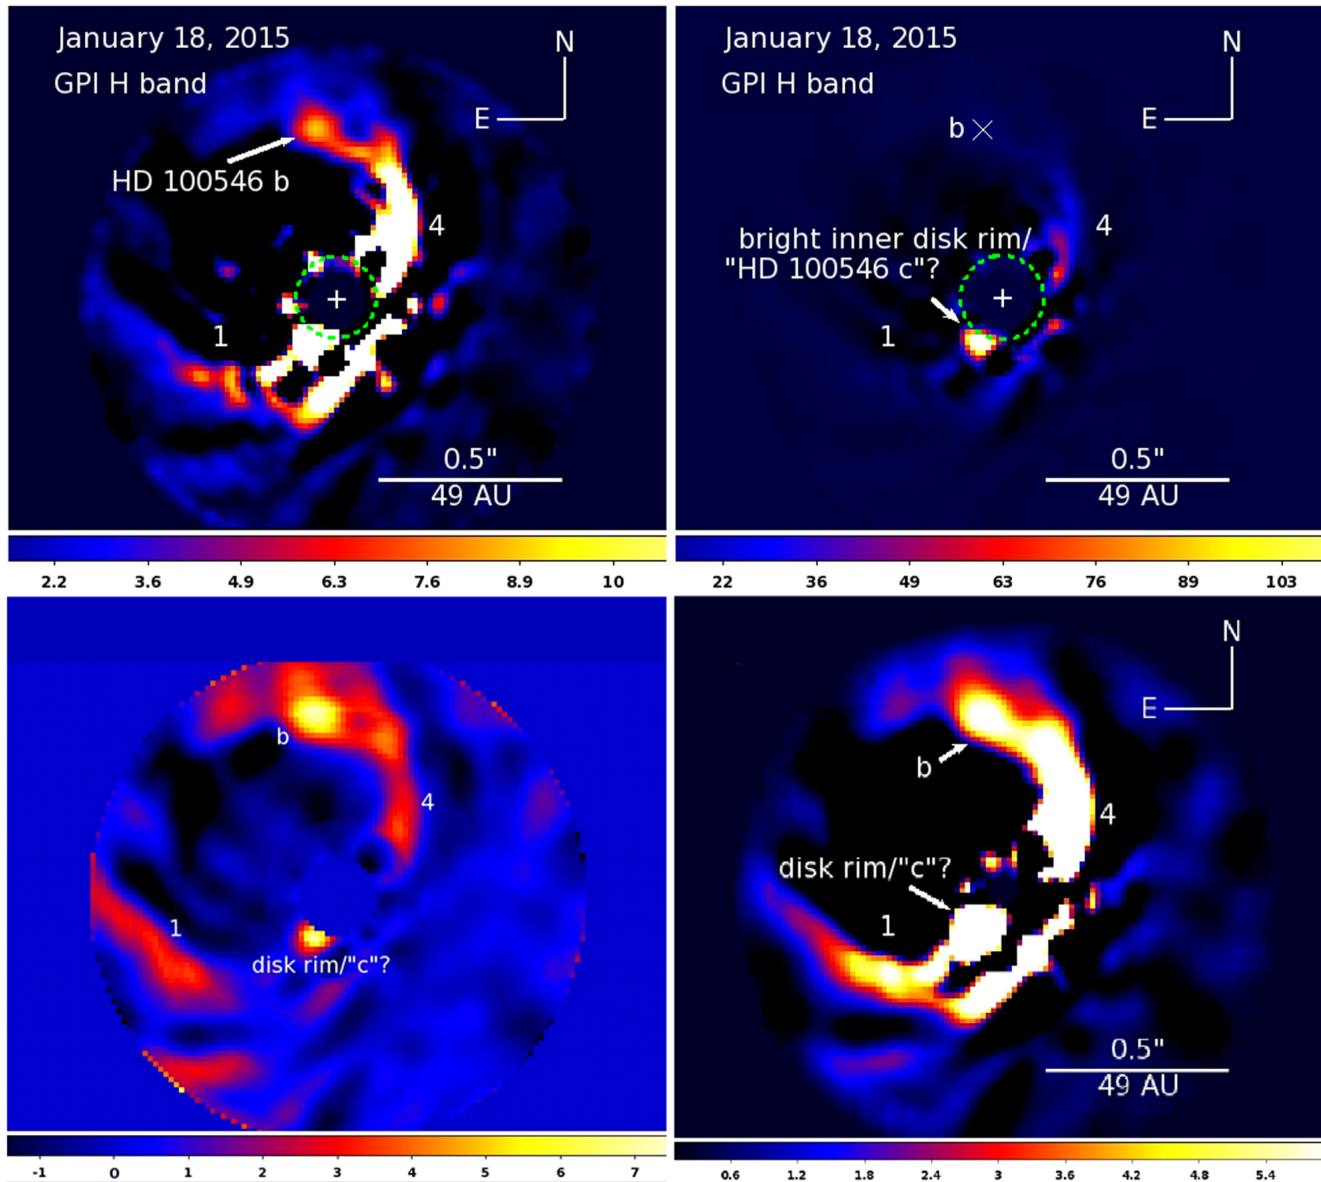 January 18, 2015
GPI H band
N
E
HD 100546 b
4
1
0.5"
49 AU
2.2 3.6 4.9 6.3 7.6 8.9 10
January 18, 2015
GPI H band
N
E
b
4
bright inner disk rim/
"HD 100546 c"?
1
0.5"
49 AU
22 36 49 63 76 89 103
b
4
1
disk rim/"c"?
-1 0 1 2 3 4 5 6 7
N
E
b
4
disk rim/"c"?
1
0.5"
49 AU
0.6 1.2 1.8 2.4 3 3.6 4.2 4.8 5.4